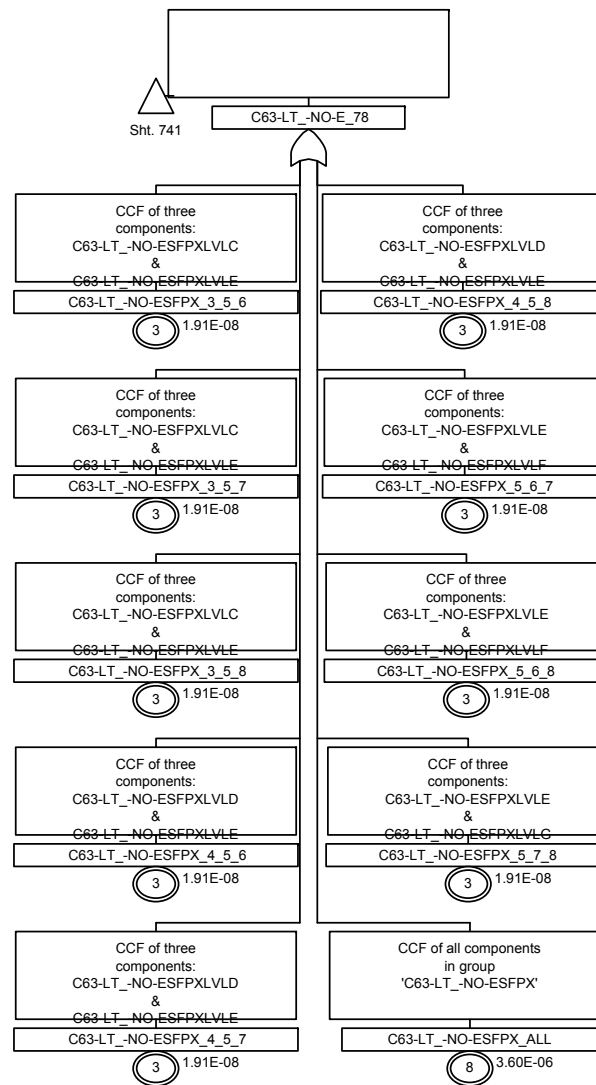 Sht. 741
C63-LT_-NO-E_78
CCF of three
components:
C63-LT_-NO-ESFPXLVLC
&
C63-LT_-NO-ESFPXLVLE
C63-LT_-NO-ESFPX_3_5_6
3
1.91E-08
CCF of three
components:
C63-LT_-NO-ESFPXLVLD
&
C63-LT_-NO-ESFPXLVLE
C63-LT_-NO-ESFPX_4_5_8
3
1.91E-08
CCF of three
components:
C63-LT_-NO-ESFPXLVLC
&
C63-LT_-NO-ESFPXLVLE
C63-LT_-NO-ESFPX_3_5_7
3
1.91E-08
CCF of three
components:
C63-LT_-NO-ESFPXLVLE
&
C63-LT_-NO-ESFPXLVLF
C63-LT_-NO-ESFPX_5_6_7
3
1.91E-08
CCF of three
components:
C63-LT_-NO-ESFPXLVLC
&
C63-LT_-NO-ESFPXLVLE
C63-LT_-NO-ESFPX_3_5_8
3
1.91E-08
CCF of three
components:
C63-LT_-NO-ESFPXLVLE
&
C63-LT_-NO-ESFPXLVLF
C63-LT_-NO-ESFPX_5_6_8
3
1.91E-08
CCF of three
components:
C63-LT_-NO-ESFPXLVLD
&
C63-LT_-NO-ESFPXLVLE
C63-LT_-NO-ESFPX_4_5_6
3
1.91E-08
CCF of three
components:
C63-LT_-NO-ESFPXLVLE
&
C63-LT_-NO-ESFPXLVLG
C63-LT_-NO-ESFPX_5_7_8
3
1.91E-08
CCF of three
components:
C63-LT_-NO-ESFPXLVLD
&
C63-LT_-NO-ESFPXLVLE
C63-LT_-NO-ESFPX_4_5_7
3
1.91E-08
CCF of all components
in group
'C63-LT_-NO-ESFPX'
C63-LT_-NO-ESFPX_ALL
8
3.60E-06